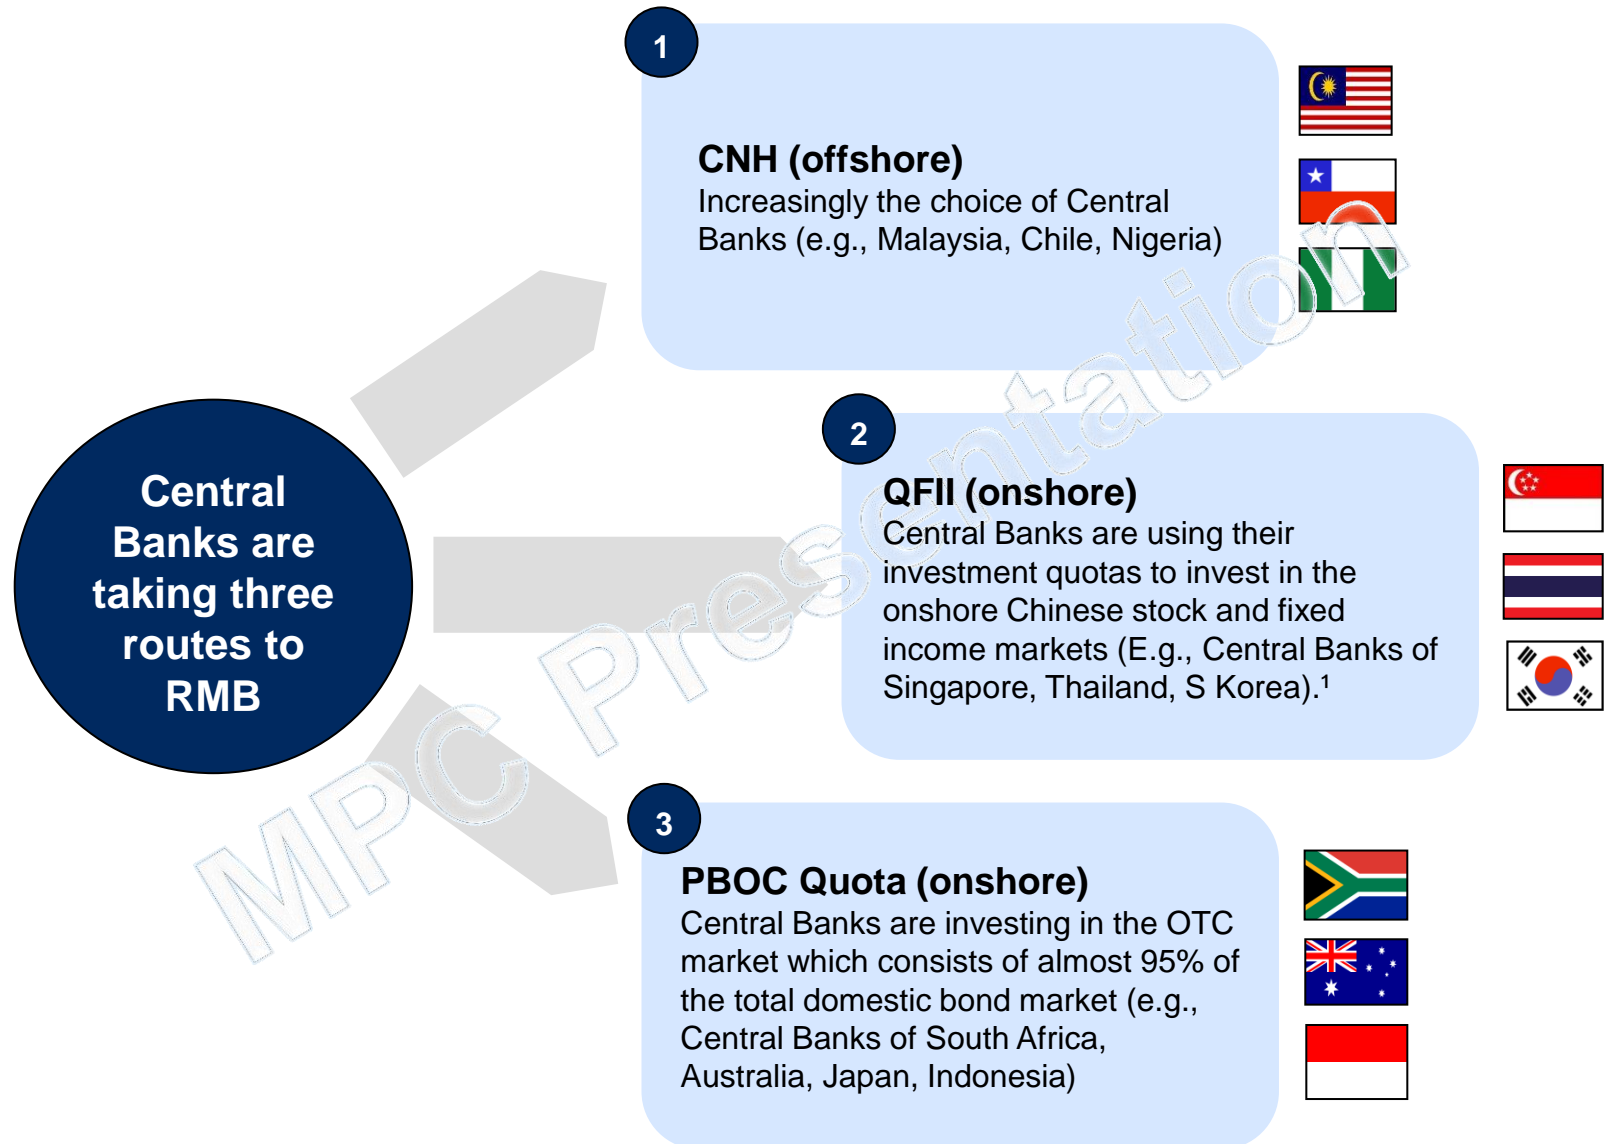 1
CNH (offshore)
Increasingly the choice of Central
Banks (e.g., Malaysia, Chile, Nigeria)
2
QFII (onshore)
Central Banks are using their
investment quotas to invest in the
onshore Chinese stock and fixed
income markets (E.g., Central Banks of
Singapore, Thailand, S Korea).¹
Central
Banks are
taking three
routes to
RMB
3
PBOC Quota (onshore)
Central Banks are investing in the OTC
market which consists of almost 95% of
the total domestic bond market (e.g.,
Central Banks of South Africa,
Australia, Japan, Indonesia)
MPC Presentation